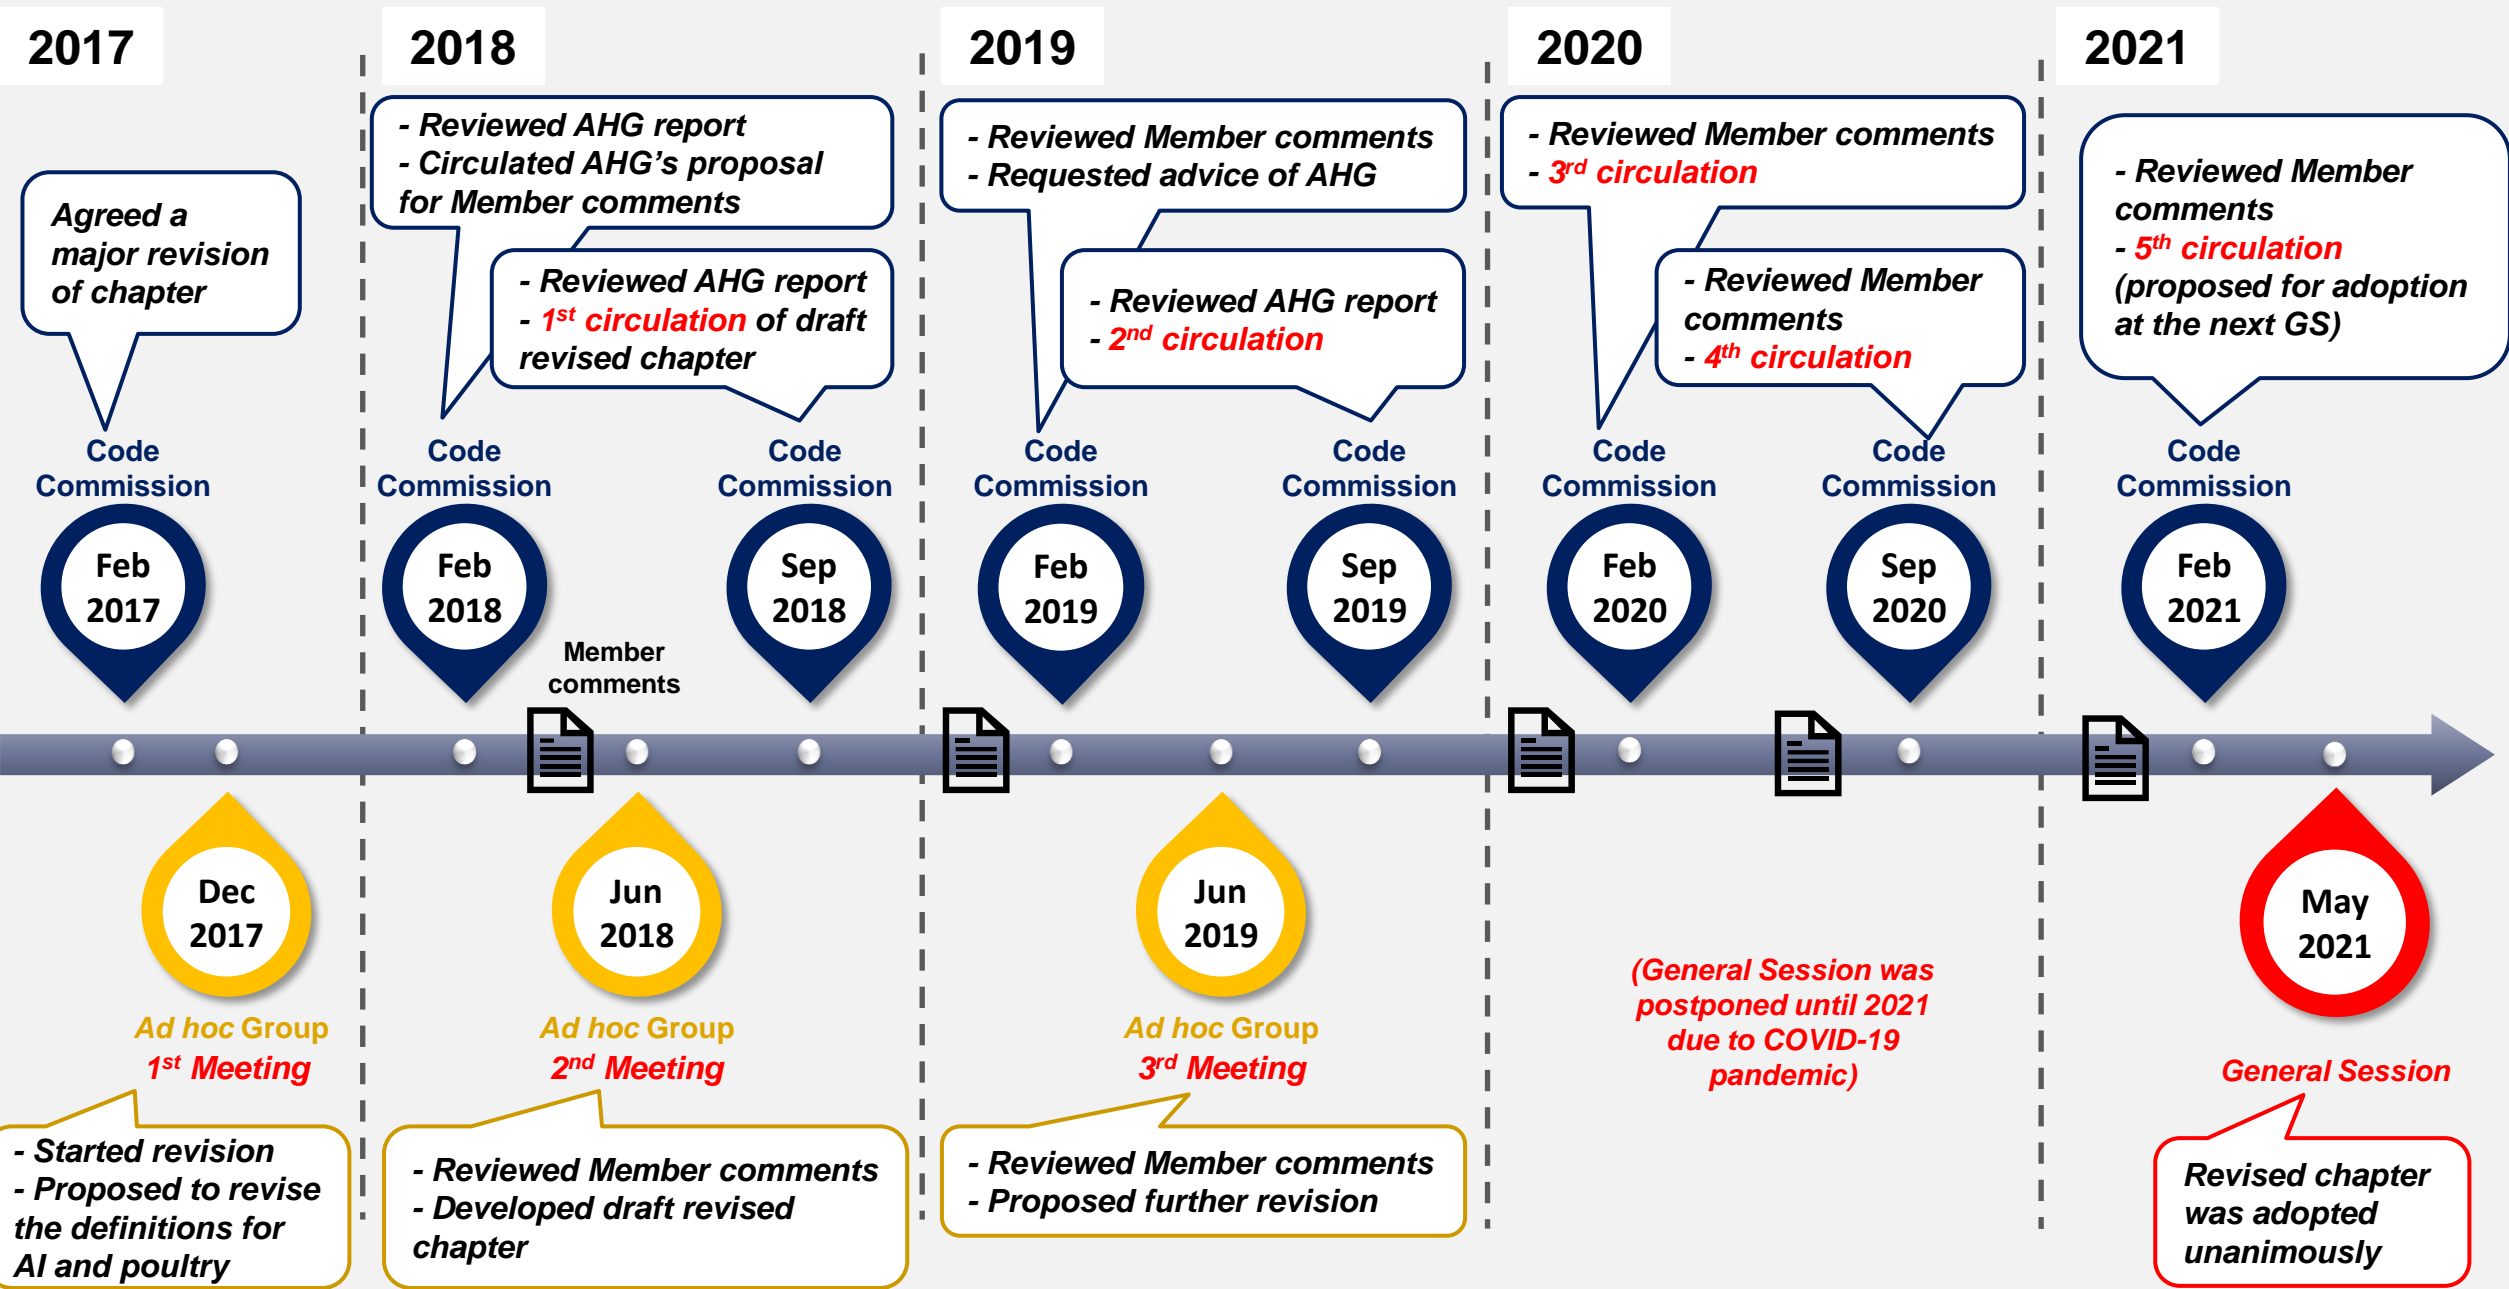 2017
2018
2019
2020
2021
Agreed a
major revision
of chapter
- Reviewed AHG report
- Circulated AHG’s proposal
for Member comments
- Reviewed AHG report
- 1st circulation of draft
revised chapter
- Reviewed Member comments
- Requested advice of AHG
- Reviewed AHG report
- 2nd circulation
- Reviewed Member comments
- 3rd circulation
- Reviewed Member
comments
- 4th circulation
- Reviewed Member
comments
- 5th circulation
(proposed for adoption
at the next GS)
Code
Commission
Feb
2017
Code
Commission
Feb
2018
Code
Commission
Sep
2018
Code
Commission
Feb
2019
Code
Commission
Sep
2019
Code
Commission
Feb
2020
Code
Commission
Sep
2020
Code
Commission
Feb
2021
Member
comments
Dec
2017
Ad hoc Group
1st Meeting
- Started revision
- Proposed to revise
the definitions for
AI and poultry
Jun
2018
Ad hoc Group
2nd Meeting
- Reviewed Member comments
- Developed draft revised
chapter
Jun
2019
Ad hoc Group
3rd Meeting
- Reviewed Member comments
- Proposed further revision
(General Session was
postponed until 2021
due to COVID-19
pandemic)
May
2021
General Session
Revised chapter
was adopted
unanimously